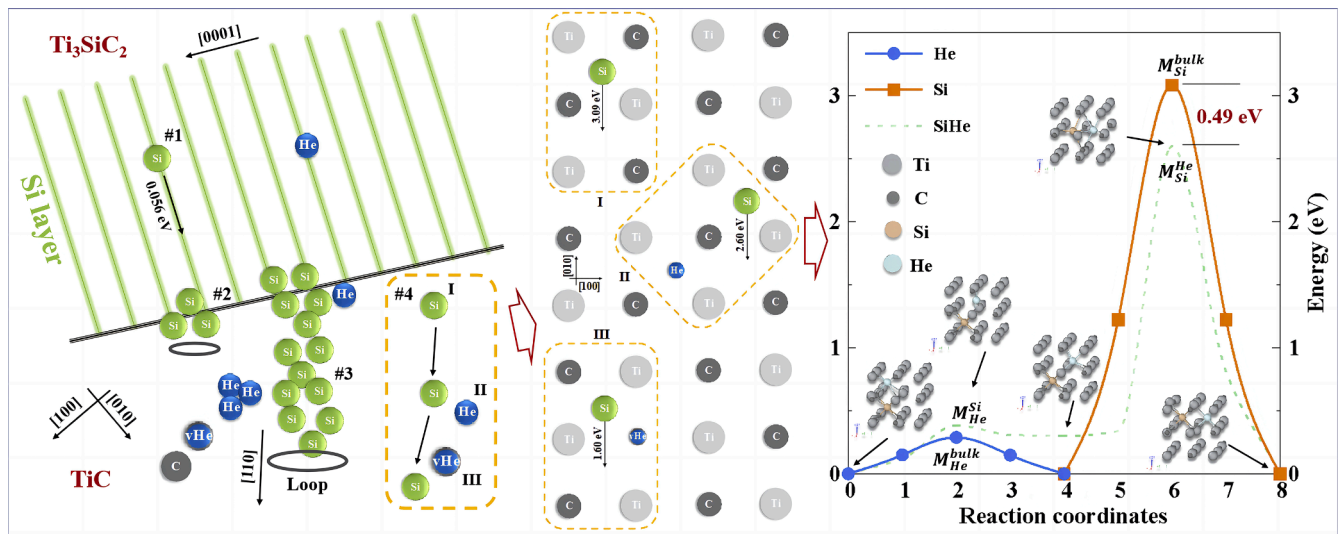 Ti3SiC2
[0001]
#1
Si
He
0.056 eV
Si layer
#2
Si
Si
Si
Si
Si
Si
Si
He
Si
Si
Si
Si
Si
Si
Si
Si
Si
#3
He
He
He
vHe
C
[100]
[010]
TiC
[110]
Loop
#4
I
Si
Si
II
He
vHe
III
Si
Ti
C
Ti
C
Si
3.09 eV
C
Ti
C
Ti
Ti
C
Ti
C
I
Si
C
Ti
C
Ti
2.60 eV
[010]
[100]
II
He
Ti
C
Ti
C
III
C
Ti
C
Ti
Si
1.60 eV
Ti
vHe
Ti
C
C
Ti
C
Ti
He
Si
SiHe
Ti
C
Si
He
M_Si^bulk
0.49 eV
M_Si^He
M_He^Si
M_He^bulk
0
1
2
3
0
1
2
3
Energy (eV)
0 1 2 3 4 5 6 7 8
Reaction coordinates